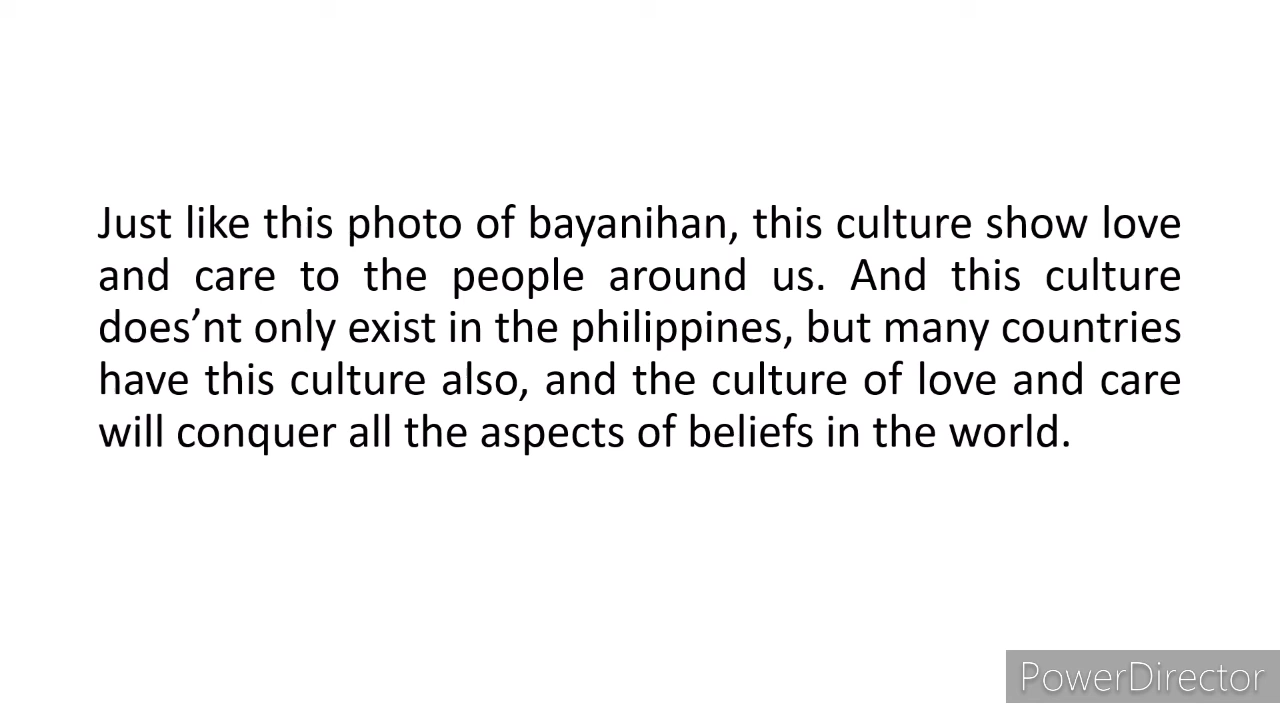 Just like this photo of bayanihan, this culture show love
and care to the people around us. And this culture
does’nt only exist in the philippines, but many countries
have this culture also, and the culture of love and care
will conquer all the aspects of beliefs in the world.
PowerDirector